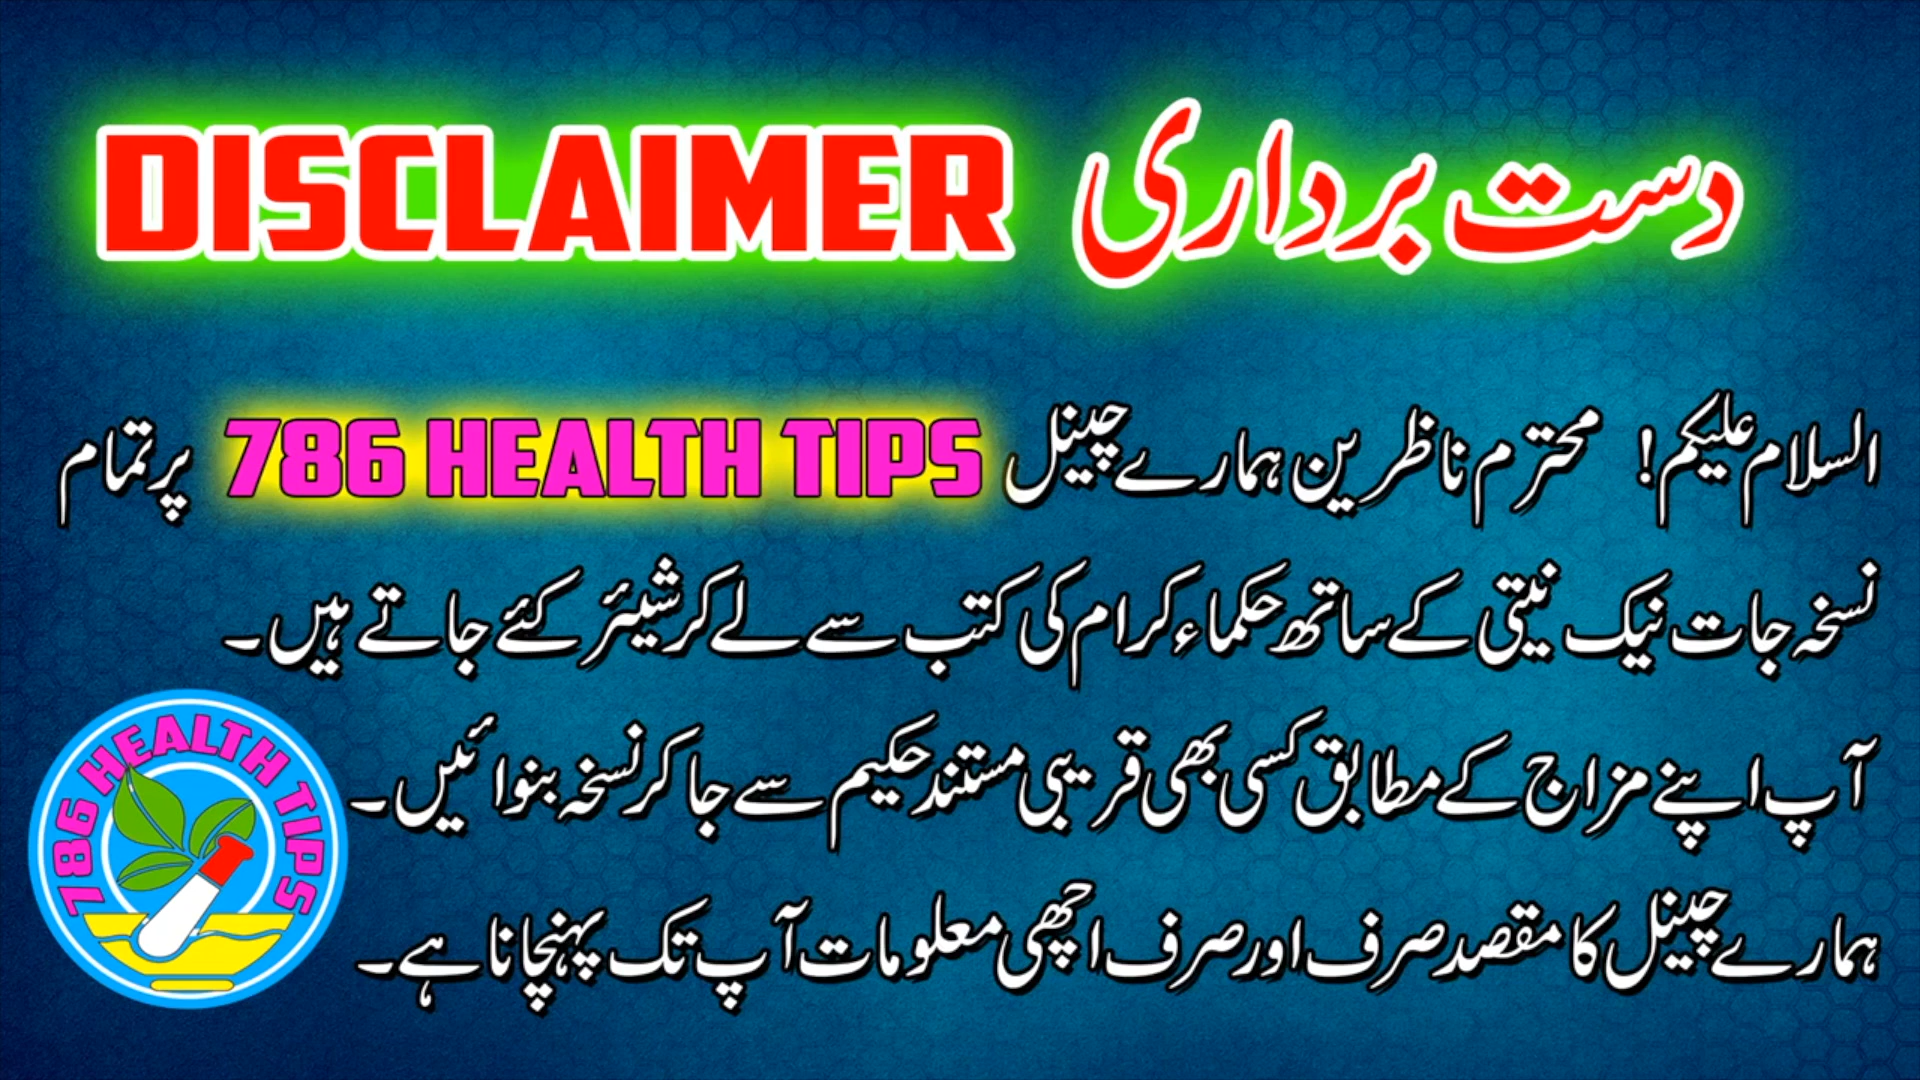 دست برداری DISCLAIMER
السلام علیکم! محترم ناظرین ہمارے چینل 786 HEALTH TIPS پر تمام
نسخہ جات نیک نیتی کے ساتھ حکماء کرام کی کتب سے لے کر شیئر کئے جاتے ہیں۔
آپ اپنے مزاج کے مطابق کسی بھی قریبی مستند حکیم سے جا کر نسخہ بنوائیں۔
ہمارے چینل کا مقصد صرف اور صرف اچھی معلومات آپ تک پہنچانا ہے۔
786 HEALTH TIPS